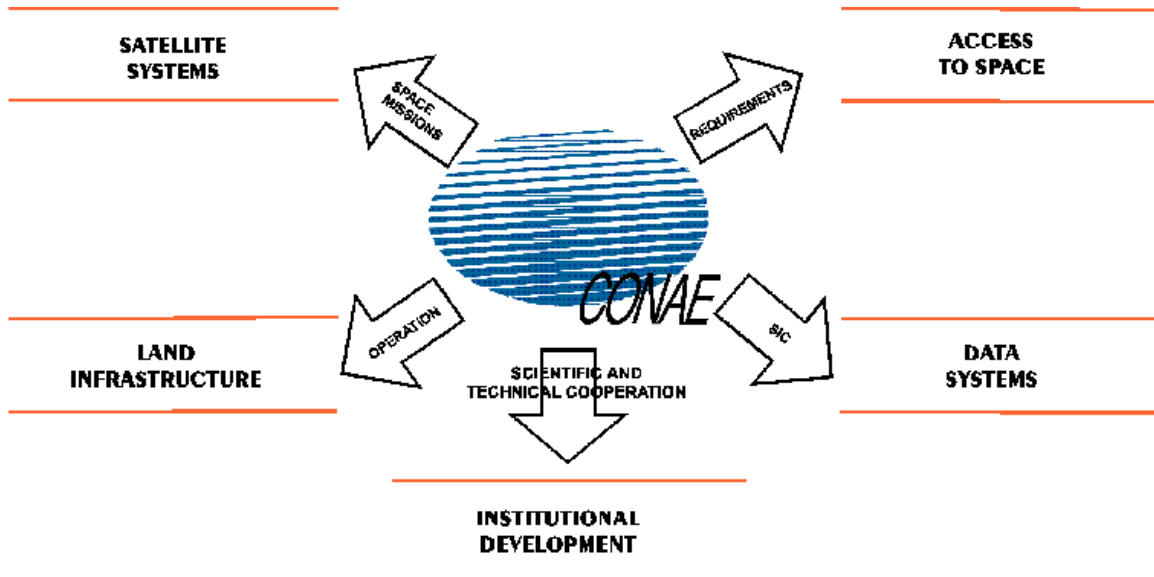 SATELLITE
SYSTEMS
ACCESS
TO SPACE
SPACE
MISSIONS
REQUIREMENTS
CONAE
LAND
INFRASTRUCTURE
OPERATION
SIC
DATA
SYSTEMS
SCIENTIFIC AND
TECHNICAL COOPERATION
INSTITUTIONAL
DEVELOPMENT